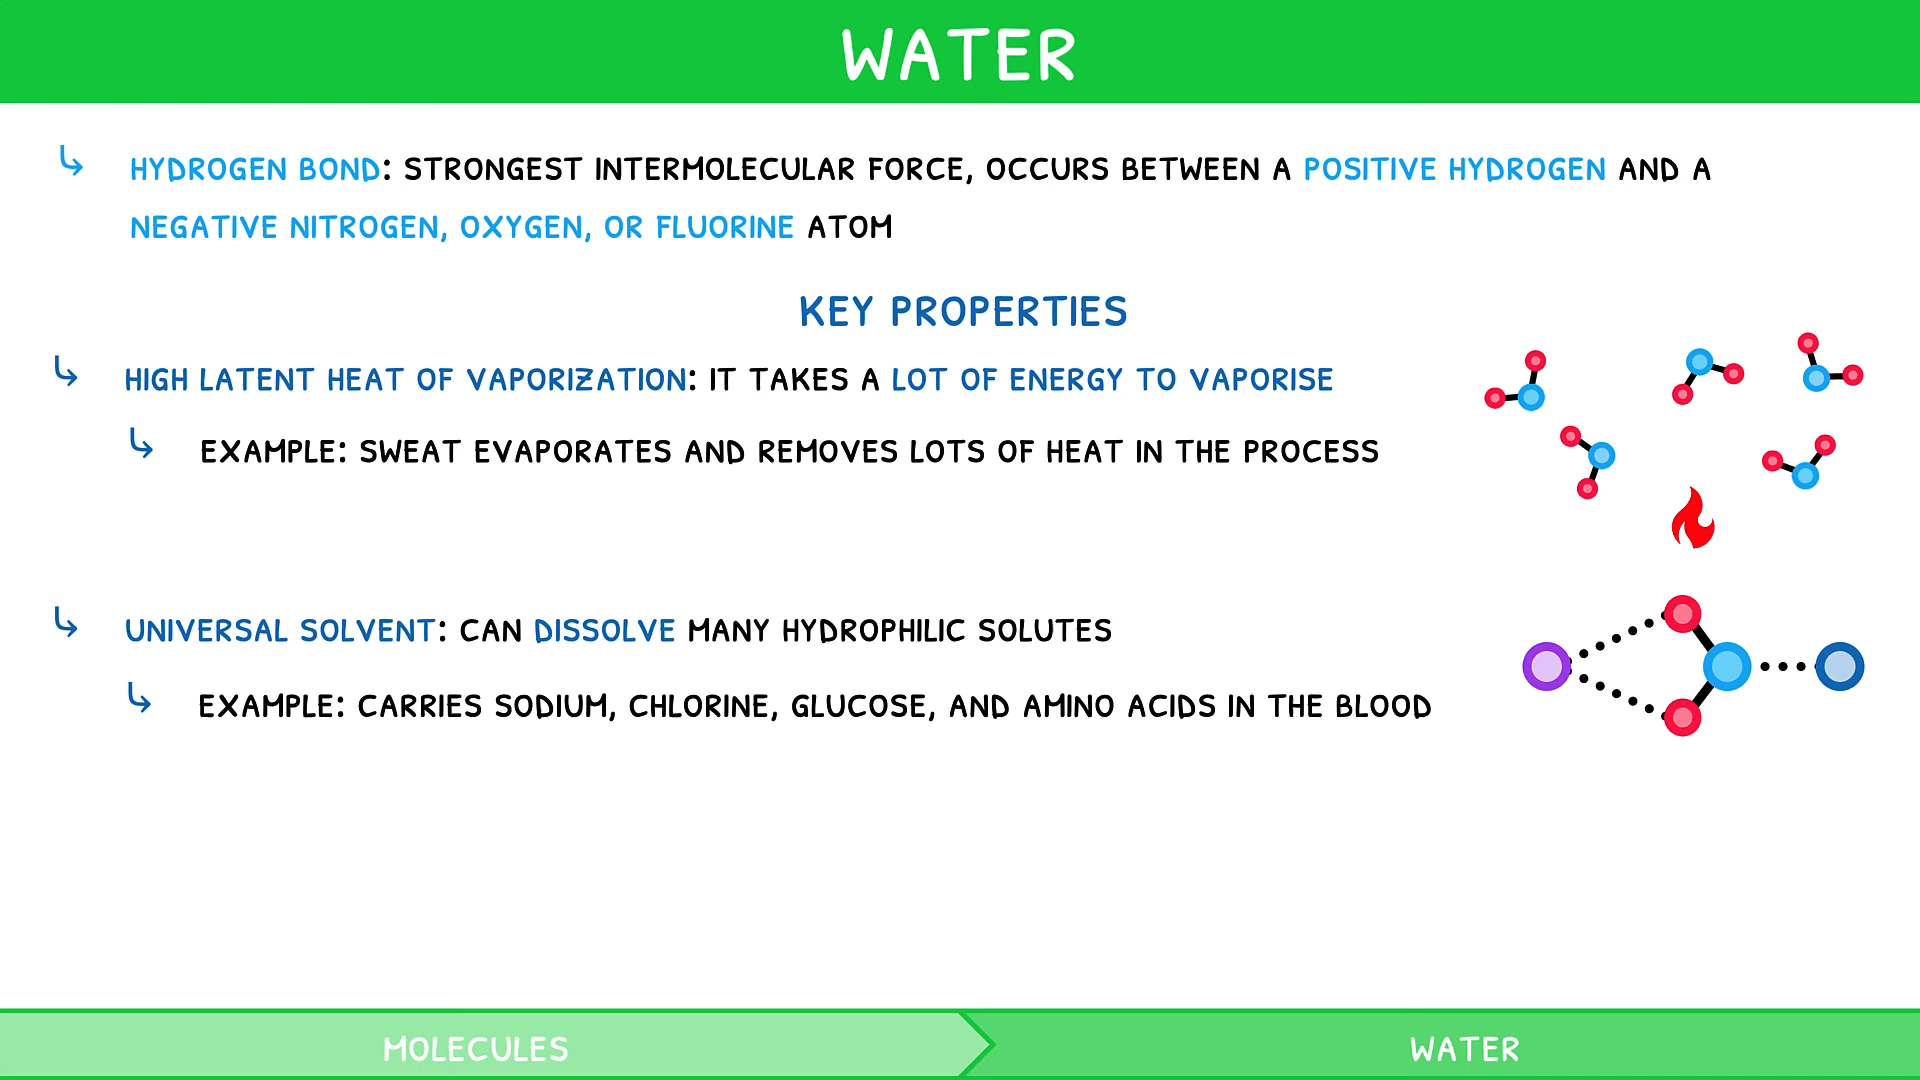 WATER
HYDROGEN BOND: STRONGEST INTERMOLECULAR FORCE, OCCURS BETWEEN A POSITIVE HYDROGEN AND A
NEGATIVE NITROGEN, OXYGEN, OR FLUORINE ATOM
KEY PROPERTIES
HIGH LATENT HEAT OF VAPORIZATION: IT TAKES A LOT OF ENERGY TO VAPORISE
EXAMPLE: SWEAT EVAPORATES AND REMOVES LOTS OF HEAT IN THE PROCESS
UNIVERSAL SOLVENT: CAN DISSOLVE MANY HYDROPHILIC SOLUTES
EXAMPLE: CARRIES SODIUM, CHLORINE, GLUCOSE, AND AMINO ACIDS IN THE BLOOD
MOLECULES
WATER